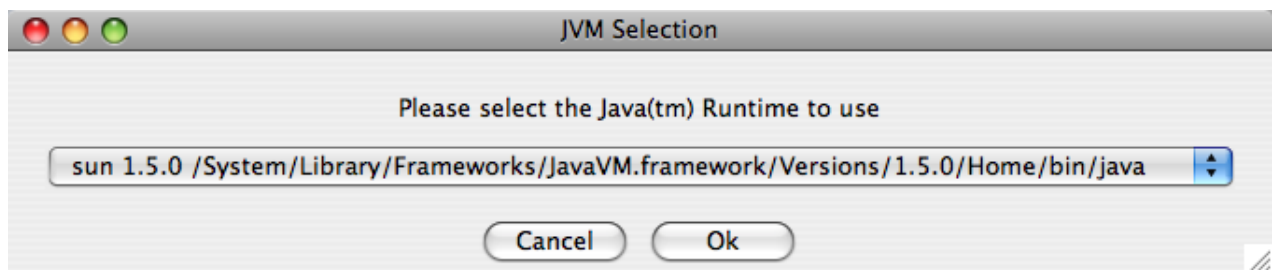 JVM Selection
Please select the Java(tm) Runtime to use
sun 1.5.0 /System/Library/Frameworks/JavaVM.framework/Versions/1.5.0/Home/bin/java
Cancel Ok